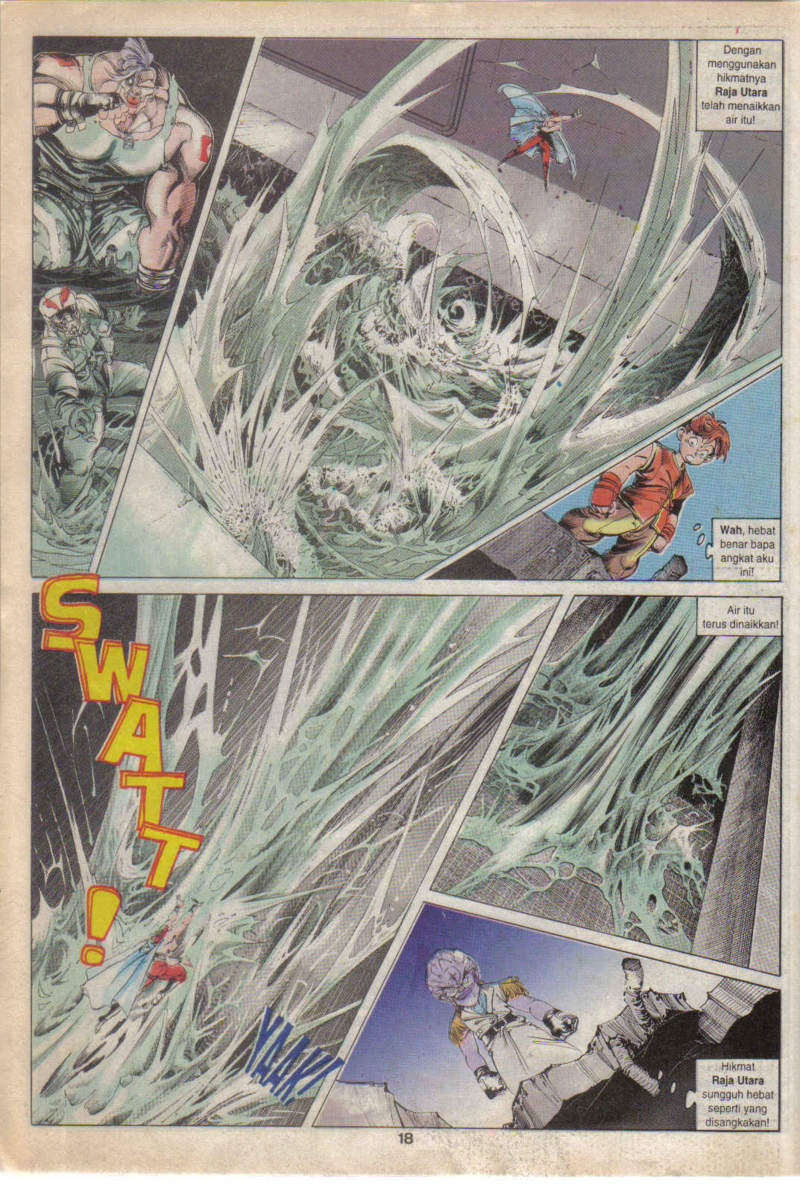 Dengan
menggunakan
hikmatnya
Raja Utara
telah menaikkan
air itu!
Wah, hebat
benar bapa
angkat aku
ini!
SWATT!
YAAK!
Air itu
terus dinaikkan!
Hikmat
Raja Utara
sungguh hebat
seperti yang
disangkakan!
18